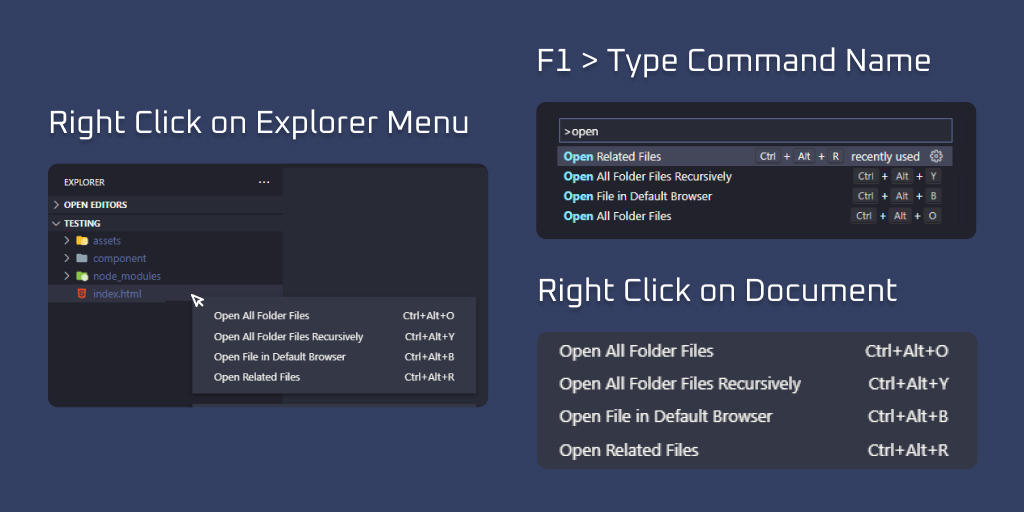 Right Click on Explorer Menu
EXPLORER ...
OPEN EDITORS
TESTING
assets
component
node_modules
index.html
Open All Folder Files Ctrl+Alt+O
Open All Folder Files Recursively Ctrl+Alt+Y
Open File in Default Browser Ctrl+Alt+B
Open Related Files Ctrl+Alt+R
F1 > Type Command Name
>open
Open Related Files Ctrl + Alt + R recently used
Open All Folder Files Recursively Ctrl + Alt + Y
Open File in Default Browser Ctrl + Alt + B
Open All Folder Files Ctrl + Alt + O
Right Click on Document
Open All Folder Files Ctrl+Alt+O
Open All Folder Files Recursively Ctrl+Alt+Y
Open File in Default Browser Ctrl+Alt+B
Open Related Files Ctrl+Alt+R